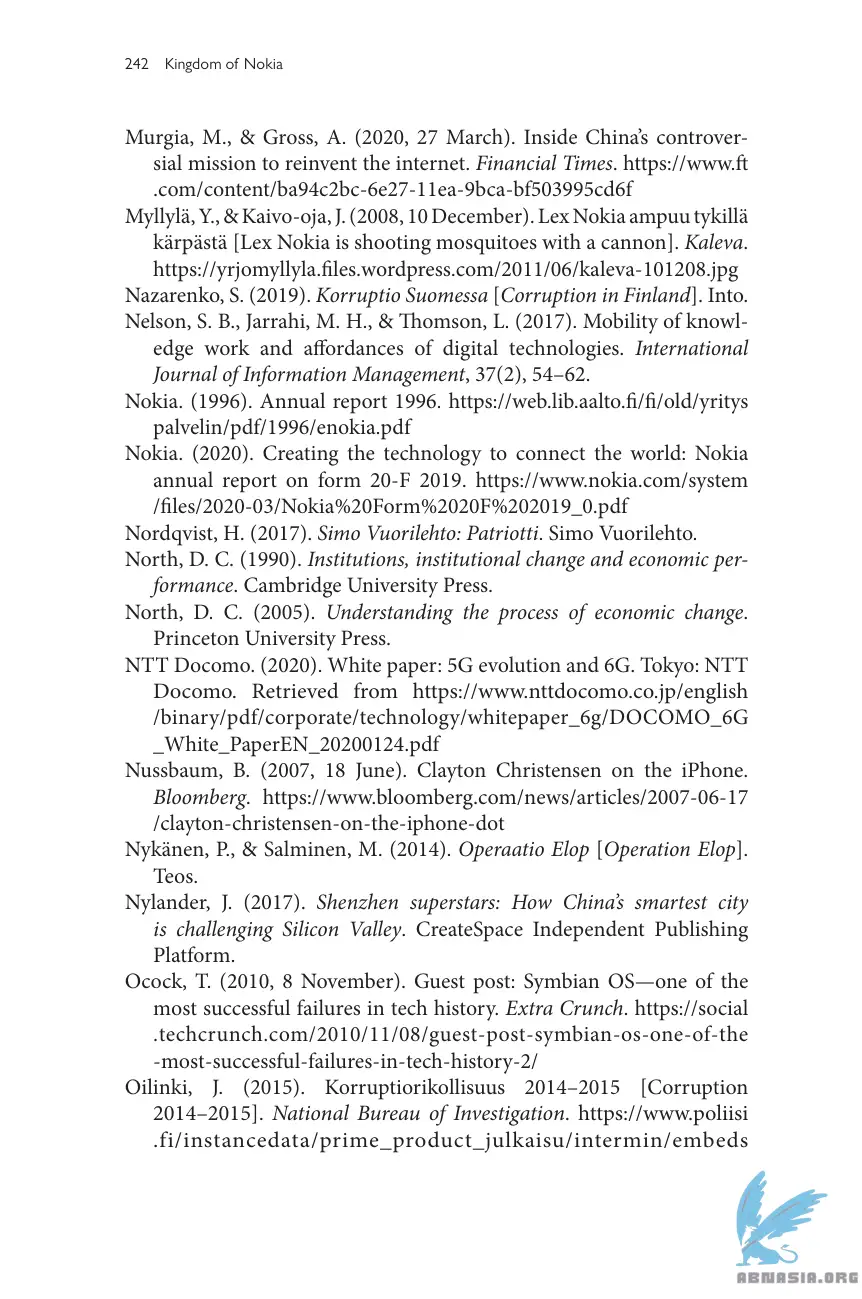 242 Kingdom of Nokia
Murgia, M., & Gross, A. (2020, 27 March). Inside China’s controver-
sial mission to reinvent the internet. Financial Times. https://www.ft
.com/content/ba94c2bc-6e27-11ea-9bca-bf503995cd6f
Myllylä, Y., & Kaivo-oja, J. (2008, 10 December). Lex Nokia ampuu tykillä
kärpästä [Lex Nokia is shooting mosquitoes with a cannon]. Kaleva.
https://yrjomyllyla.files.wordpress.com/2011/06/kaleva-101208.jpg
Nazarenko, S. (2019). Korruptio Suomessa [Corruption in Finland]. Into.
Nelson, S. B., Jarrahi, M. H., & Thomson, L. (2017). Mobility of knowl-
edge work and affordances of digital technologies. International
Journal of Information Management, 37(2), 54–62.
Nokia. (1996). Annual report 1996. https://web.lib.aalto.fi/fi/old/yritys
palvelin/pdf/1996/enokia.pdf
Nokia. (2020). Creating the technology to connect the world: Nokia
annual report on form 20-F 2019. https://www.nokia.com/system
/files/2020-03/Nokia%20Form%2020F%202019_0.pdf
Nordqvist, H. (2017). Simo Vuorilehto: Patriotti. Simo Vuorilehto.
North, D. C. (1990). Institutions, institutional change and economic per-
formance. Cambridge University Press.
North, D. C. (2005). Understanding the process of economic change.
Princeton University Press.
NTT Docomo. (2020). White paper: 5G evolution and 6G. Tokyo: NTT
Docomo. Retrieved from https://www.nttdocomo.co.jp/english
/binary/pdf/corporate/technology/whitepaper_6g/DOCOMO_6G
_White_PaperEN_20200124.pdf
Nussbaum, B. (2007, 18 June). Clayton Christensen on the iPhone.
Bloomberg. https://www.bloomberg.com/news/articles/2007-06-17
/clayton-christensen-on-the-iphone-dot
Nykänen, P., & Salminen, M. (2014). Operaatio Elop [Operation Elop].
Teos.
Nylander, J. (2017). Shenzhen superstars: How China’s smartest city
is challenging Silicon Valley. CreateSpace Independent Publishing
Platform.
Ocock, T. (2010, 8 November). Guest post: Symbian OS—one of the
most successful failures in tech history. Extra Crunch. https://social
.techcrunch.com/2010/11/08/guest-post-symbian-os-one-of-the
-most-successful-failures-in-tech-history-2/
Oilinki, J. (2015). Korruptiorikollisuus 2014–2015 [Corruption
2014–2015]. National Bureau of Investigation. https://www.poliisi
.fi/instancedata/prime_product_julkaisu/intermin/embeds
ABNASIA.ORG